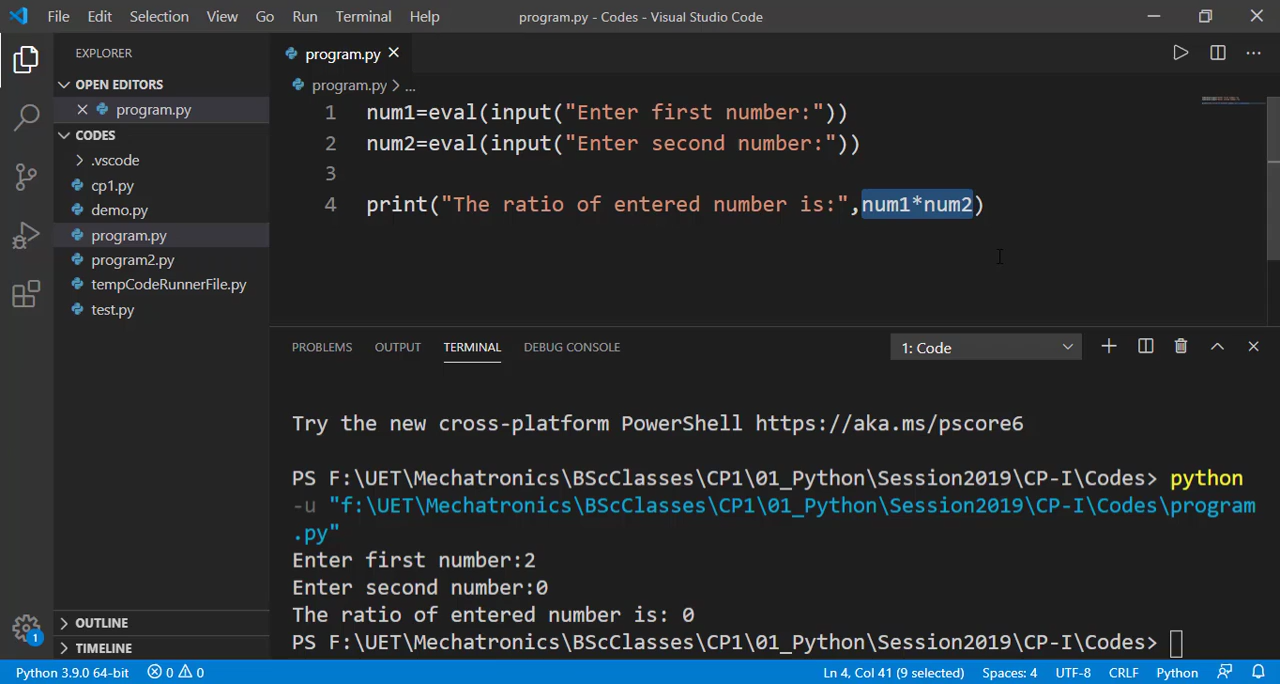 File Edit Selection View Go Run Terminal Help program.py - Codes - Visual Studio Code
EXPLORER
OPEN EDITORS
program.py
CODES
.vscode
cp1.py
demo.py
program.py
program2.py
tempCodeRunnerFile.py
test.py
OUTLINE
TIMELINE
program.py
program.py > ...
1 num1=eval(input("Enter first number:"))
2 num2=eval(input("Enter second number:"))
3
4 print("The ratio of entered number is:",num1*num2)
PROBLEMS OUTPUT TERMINAL DEBUG CONSOLE 1: Code
Try the new cross-platform PowerShell https://aka.ms/pscore6
PS F:\UET\Mechatronics\BScClasses\CP1\01_Python\Session2019\CP-I\Codes> python
-u "f:\UET\Mechatronics\BScClasses\CP1\01_Python\Session2019\CP-I\Codes\program
.py"
Enter first number:2
Enter second number:0
The ratio of entered number is: 0
PS F:\UET\Mechatronics\BScClasses\CP1\01_Python\Session2019\CP-I\Codes>
1
Python 3.9.0 64-bit 0 0 Ln 4, Col 41 (9 selected) Spaces: 4 UTF-8 CRLF Python